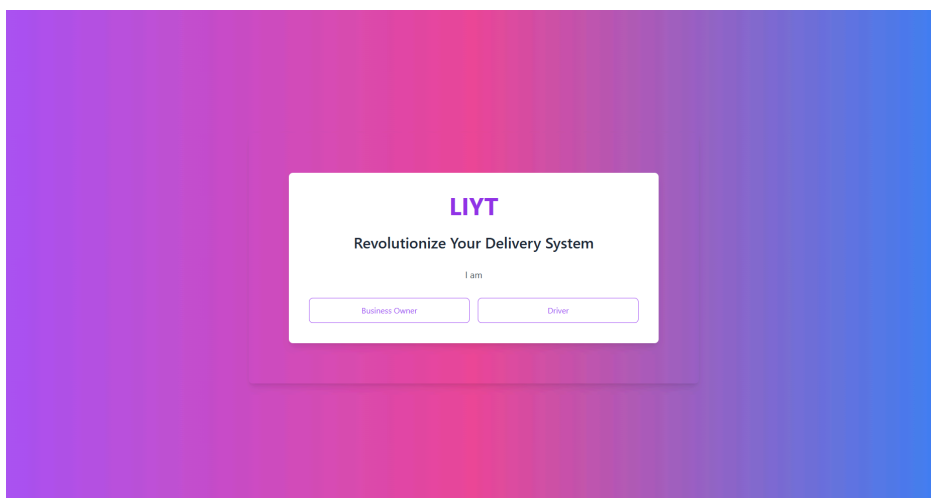 LIYT
Revolutionize Your Delivery System
I am
Business Owner
Driver